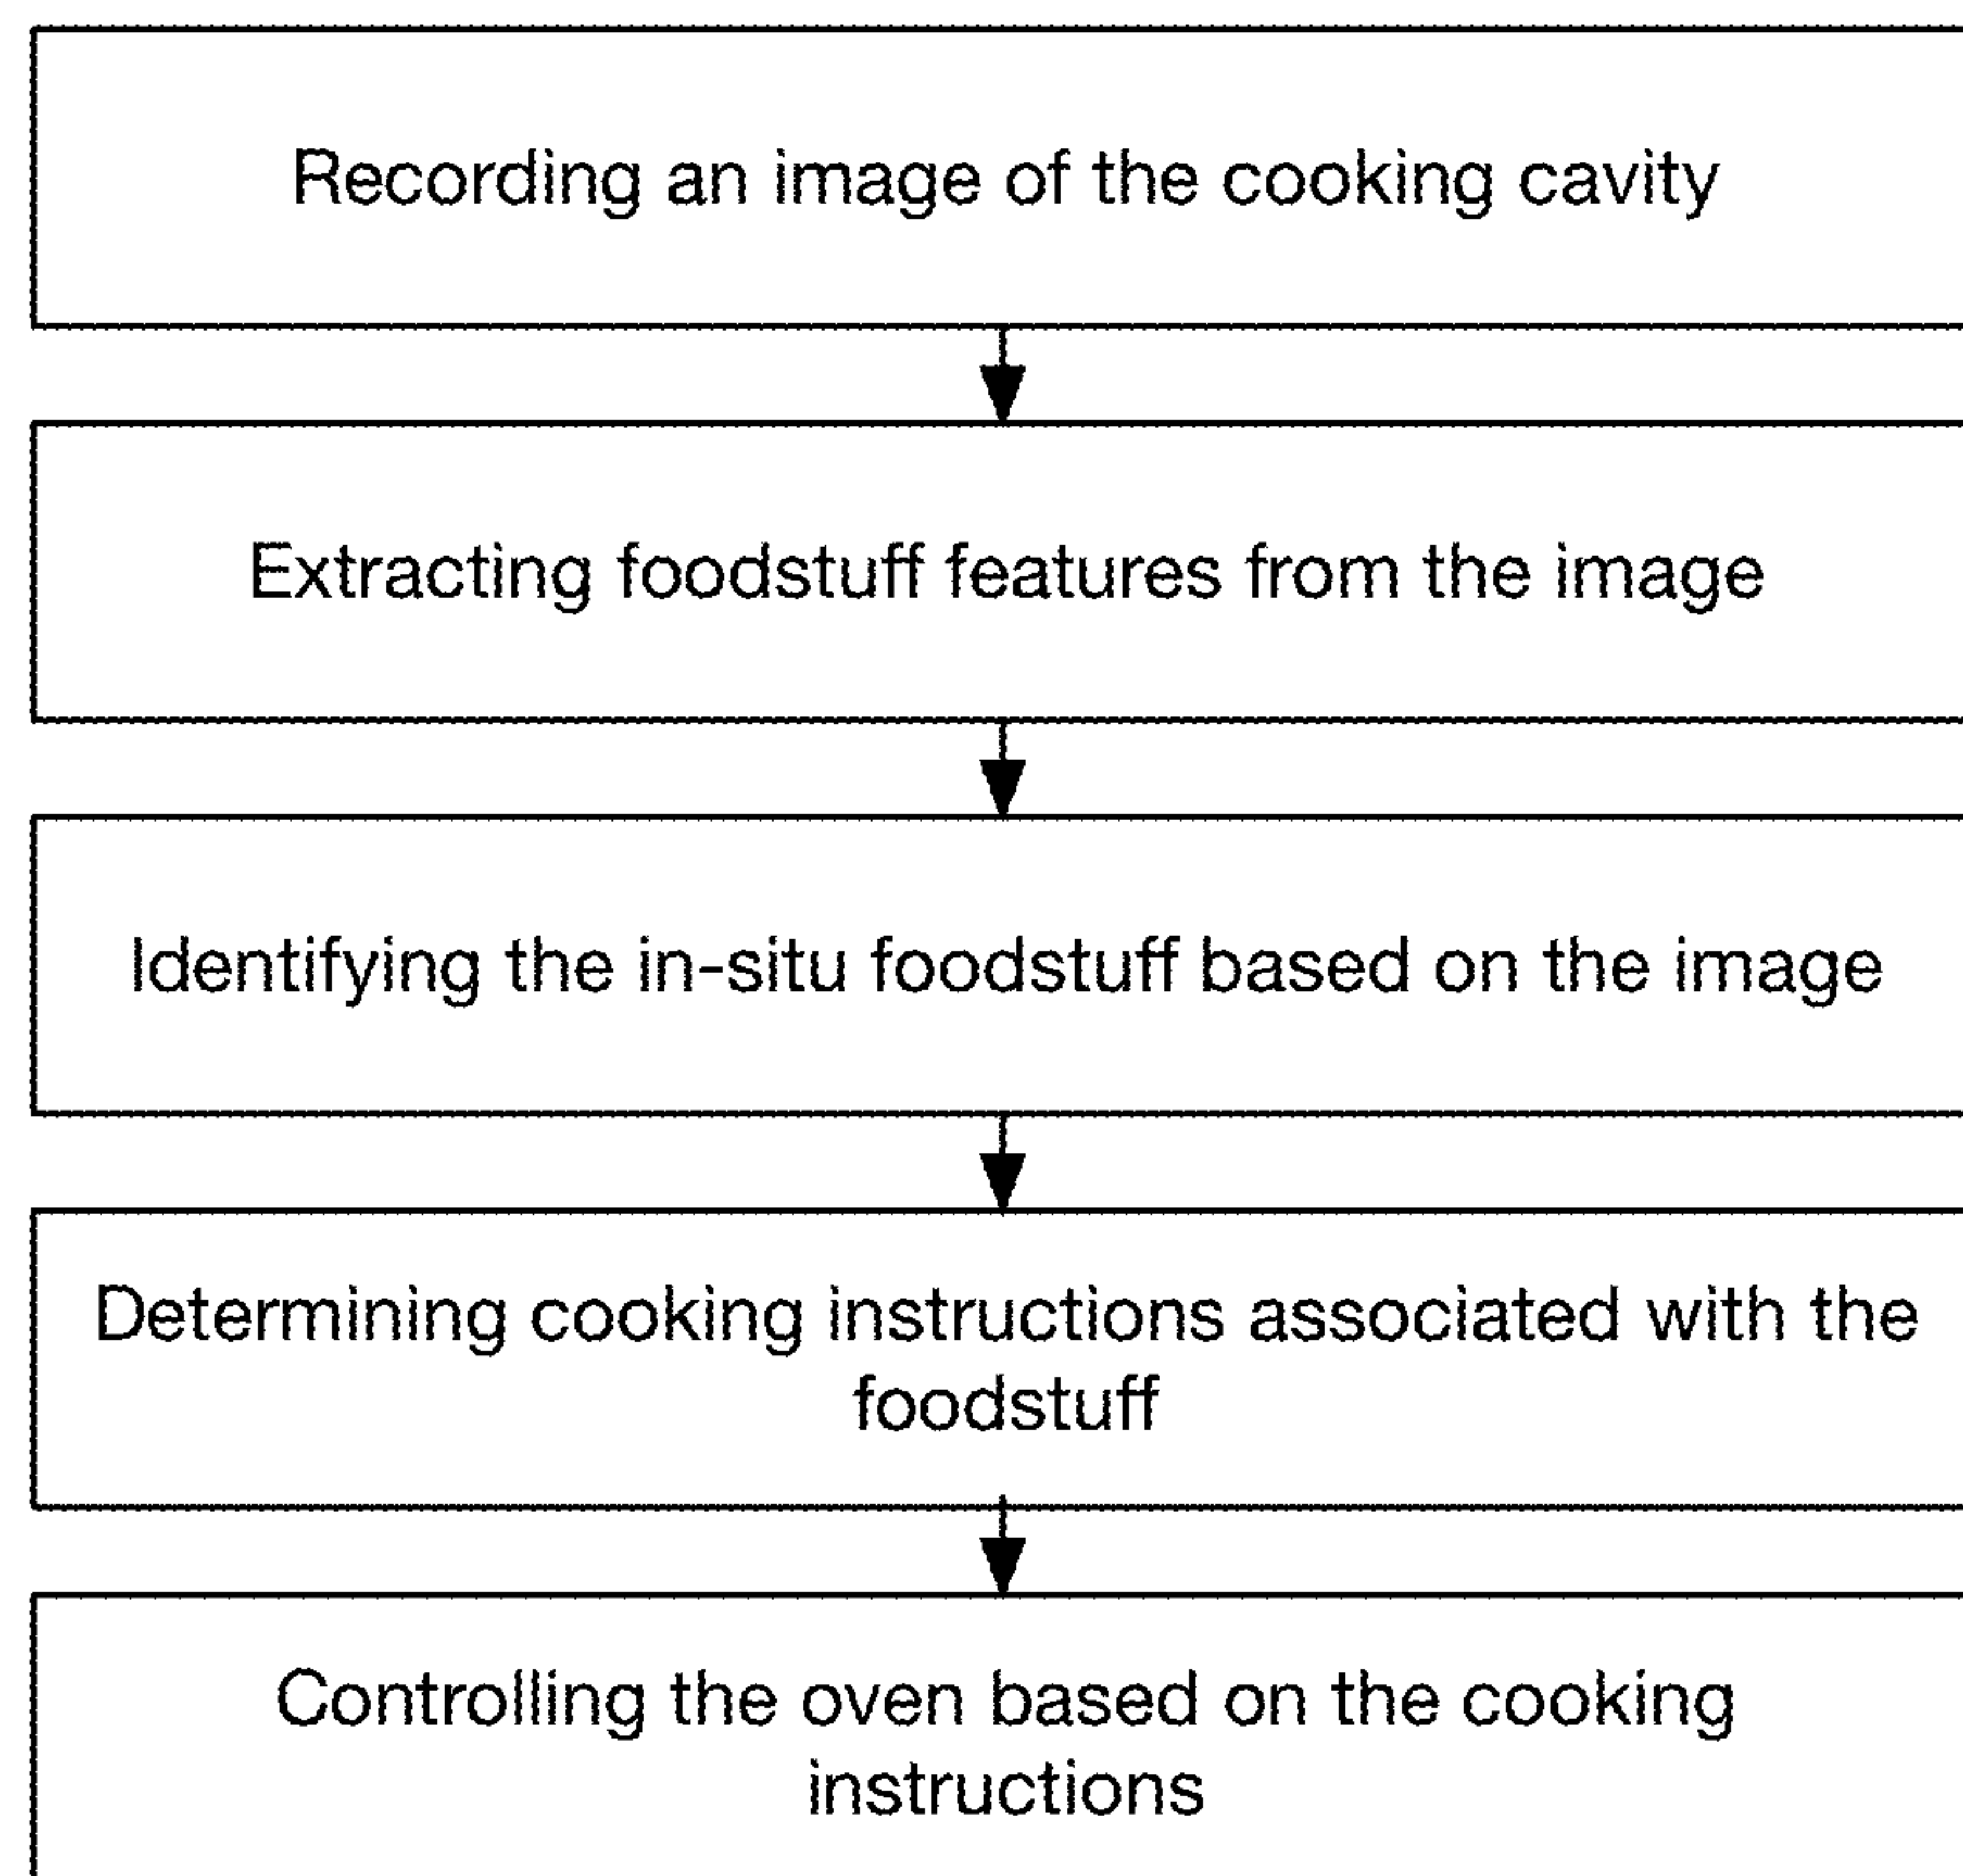 Recording an image of the cooking cavity
Extracting foodstuff features from the image
Identifying the in-situ foodstuff based on the image
Determining cooking instructions associated with the
foodstuff
Controlling the oven based on the cooking
instructions